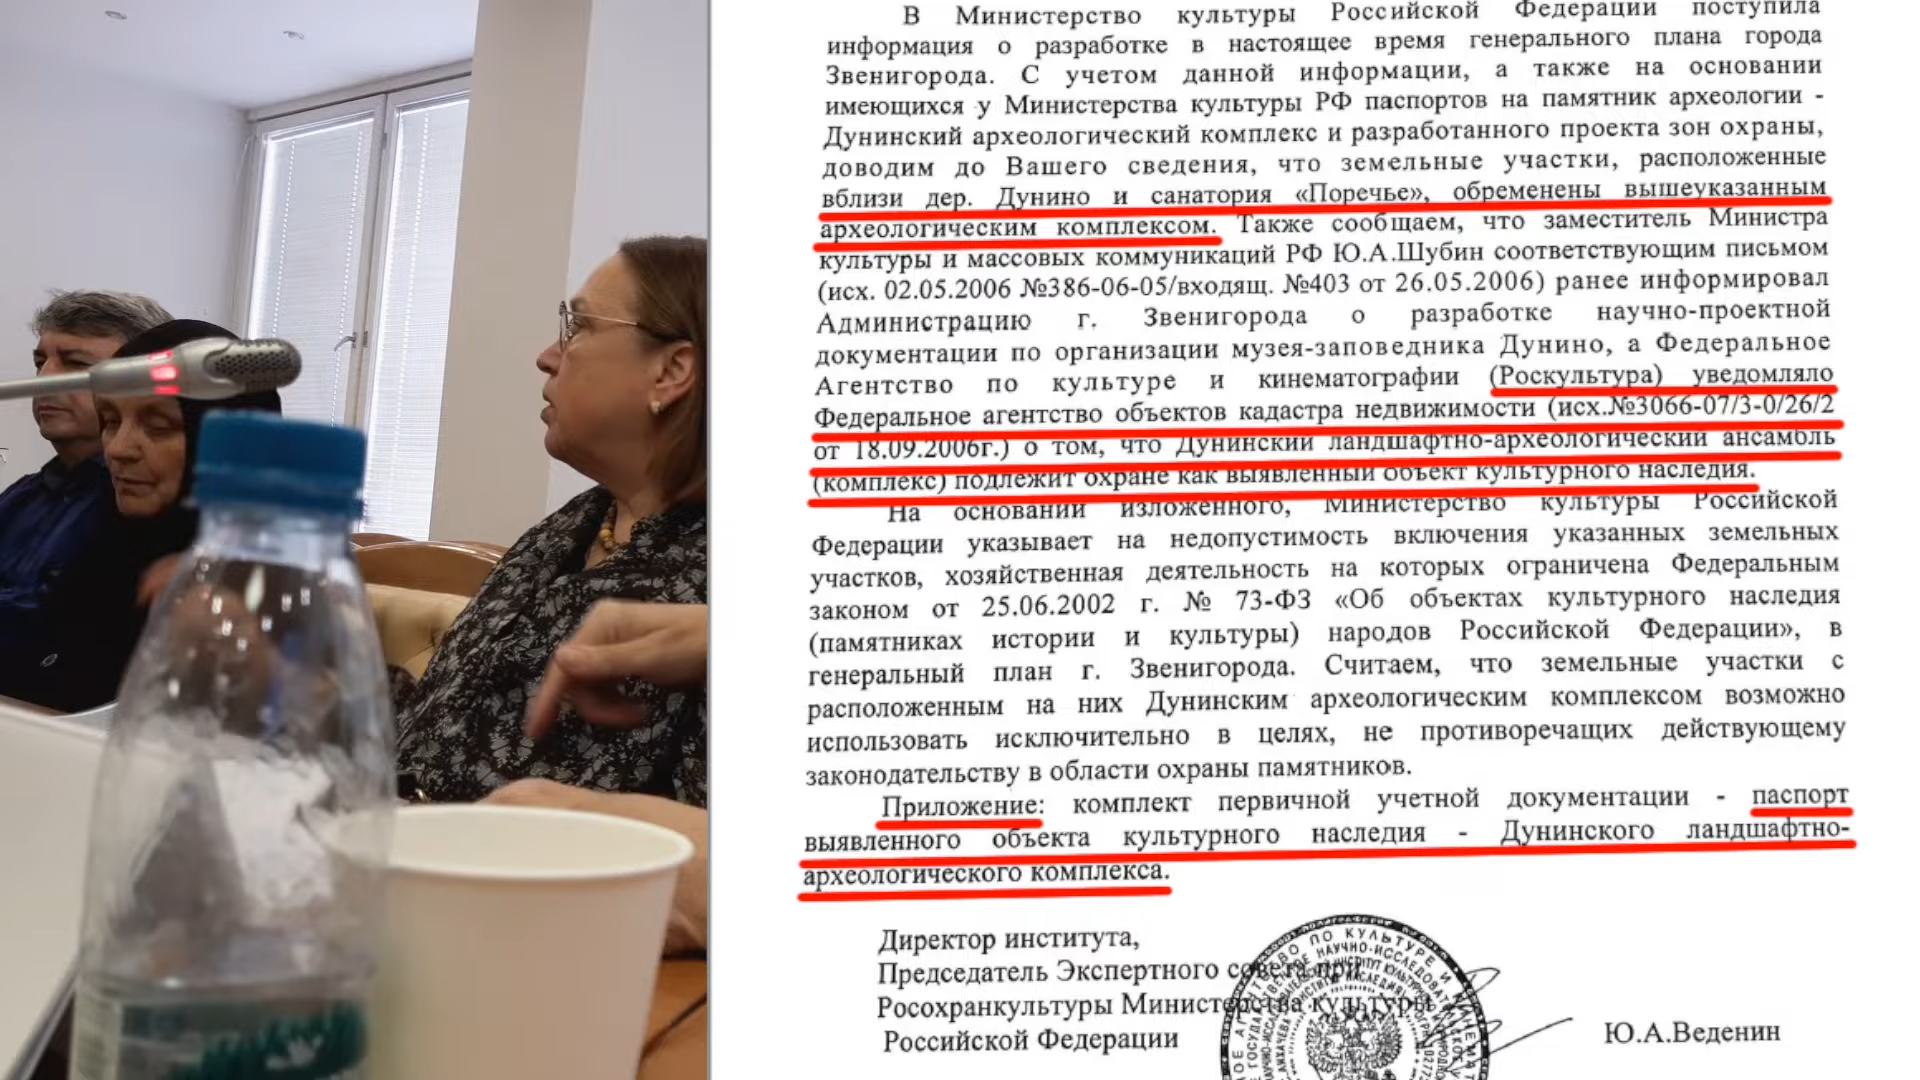 В Министерство культуры Российской Федерации поступила
информация о разработке в настоящее время генерального плана города
Звенигорода. С учетом данной информации, а также на основании
имеющихся у Министерства культуры РФ паспортов на памятник археологии -
Дунинский археологический комплекс и разработанного проекта зон охраны,
доводим до Вашего сведения, что земельные участки, расположенные
вблизи дер. Дунино и санатория «Поречье», обременены вышеуказанным
археологическим комплексом. Также сообщаем, что заместитель Министра
культуры и массовых коммуникаций РФ Ю.А.Шубин соответствующим письмом
(исх. 02.05.2006 №386-06-05/входящ. №403 от 26.05.2006) ранее информировал
Администрацию г. Звенигорода о разработке научно-проектной
документации по организации музея-заповедника Дунино, а Федеральное
Агентство по культуре и кинематографии (Роскультура) уведомляло
Федеральное агентство объектов кадастра недвижимости (исх.№3066-07/3-0/26/2
от 18.09.2006г.) о том, что Дунинский ландшафтно-археологический ансамбль
(комплекс) подлежит охране как выявленный объект культурного наследия.
На основании изложенного, Министерство культуры Российской
Федерации указывает на недопустимость включения указанных земельных
участков, хозяйственная деятельность на которых ограничена Федеральным
законом от 25.06.2002 г. № 73-ФЗ «Об объектах культурного наследия
(памятниках истории и культуры) народов Российской Федерации», в
генеральный план г. Звенигорода. Считаем, что земельные участки с
расположенным на них Дунинским археологическим комплексом возможно
использовать исключительно в целях, не противоречащих действующему
законодательству в области охраны памятников.
Приложение: комплект первичной учетной документации - паспорт
выявленного объекта культурного наследия - Дунинского ландшафтно-
археологического комплекса.
Директор института,
Председатель Экспертного совета при
Росохранкультуры Министерства культуры
Российской Федерации
Ю.А.Веденин